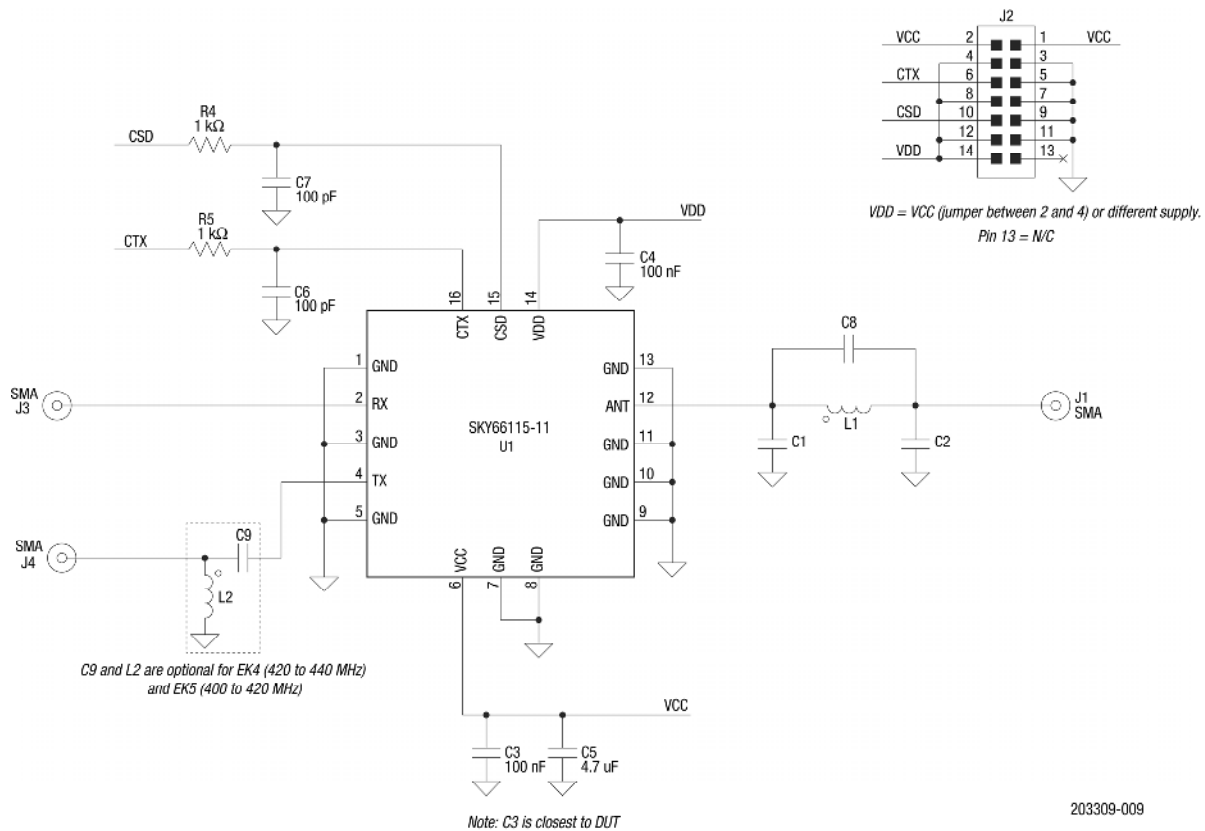 J2
VCC 2 1 VCC
4 3
CTX 6 5
8 7
CSD 10 9
12 11
VDD 14 13
VDD = VCC (jumper between 2 and 4) or different supply.
Pin 13 = N/C
R4
1 kΩ
CSD
C7
100 pF
R5
1 kΩ
CTX
C6
100 pF
VDD
C4
100 nF
16 15 14
CTX CSD VDD
1 GND
2 RX
3 GND
4 TX
5 GND
SKY66115-11
U1
GND 13
ANT 12
GND 11
GND 10
GND 9
VCC GND GND
6 7 8
SMA
J3
SMA
J4
C9
L2
C9 and L2 are optional for EK4 (420 to 440 MHz)
and EK5 (400 to 420 MHz)
C8
C1
L1
C2
J1
SMA
VCC
C3
100 nF
C5
4.7 uF
Note: C3 is closest to DUT
203309-009